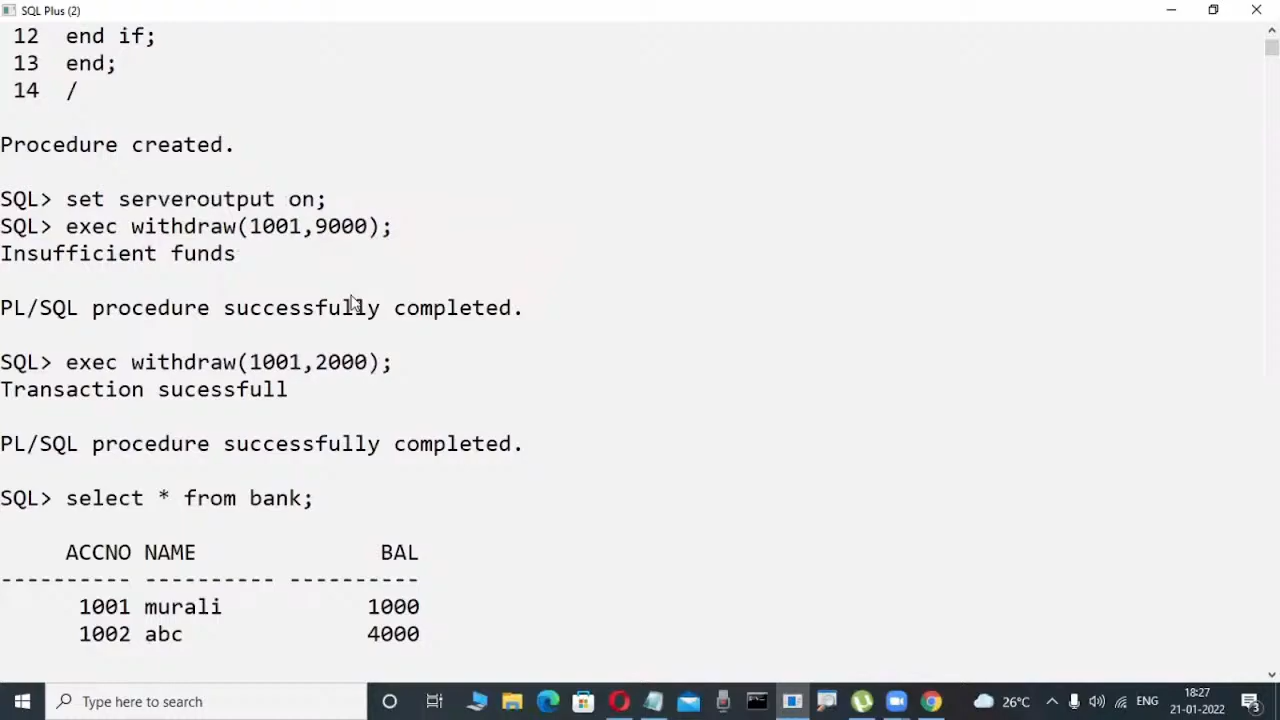 SQL Plus (2)
12 end if;
13 end;
14 /
Procedure created.
SQL> set serveroutput on;
SQL> exec withdraw(1001,9000);
Insufficient funds
PL/SQL procedure successfully completed.
SQL> exec withdraw(1001,2000);
Transaction sucessfull
PL/SQL procedure successfully completed.
SQL> select * from bank;
ACCNO NAME BAL
---------- ---------- ----------
1001 murali 1000
1002 abc 4000
Type here to search
26°C
ENG
18:27
21-01-2022
3